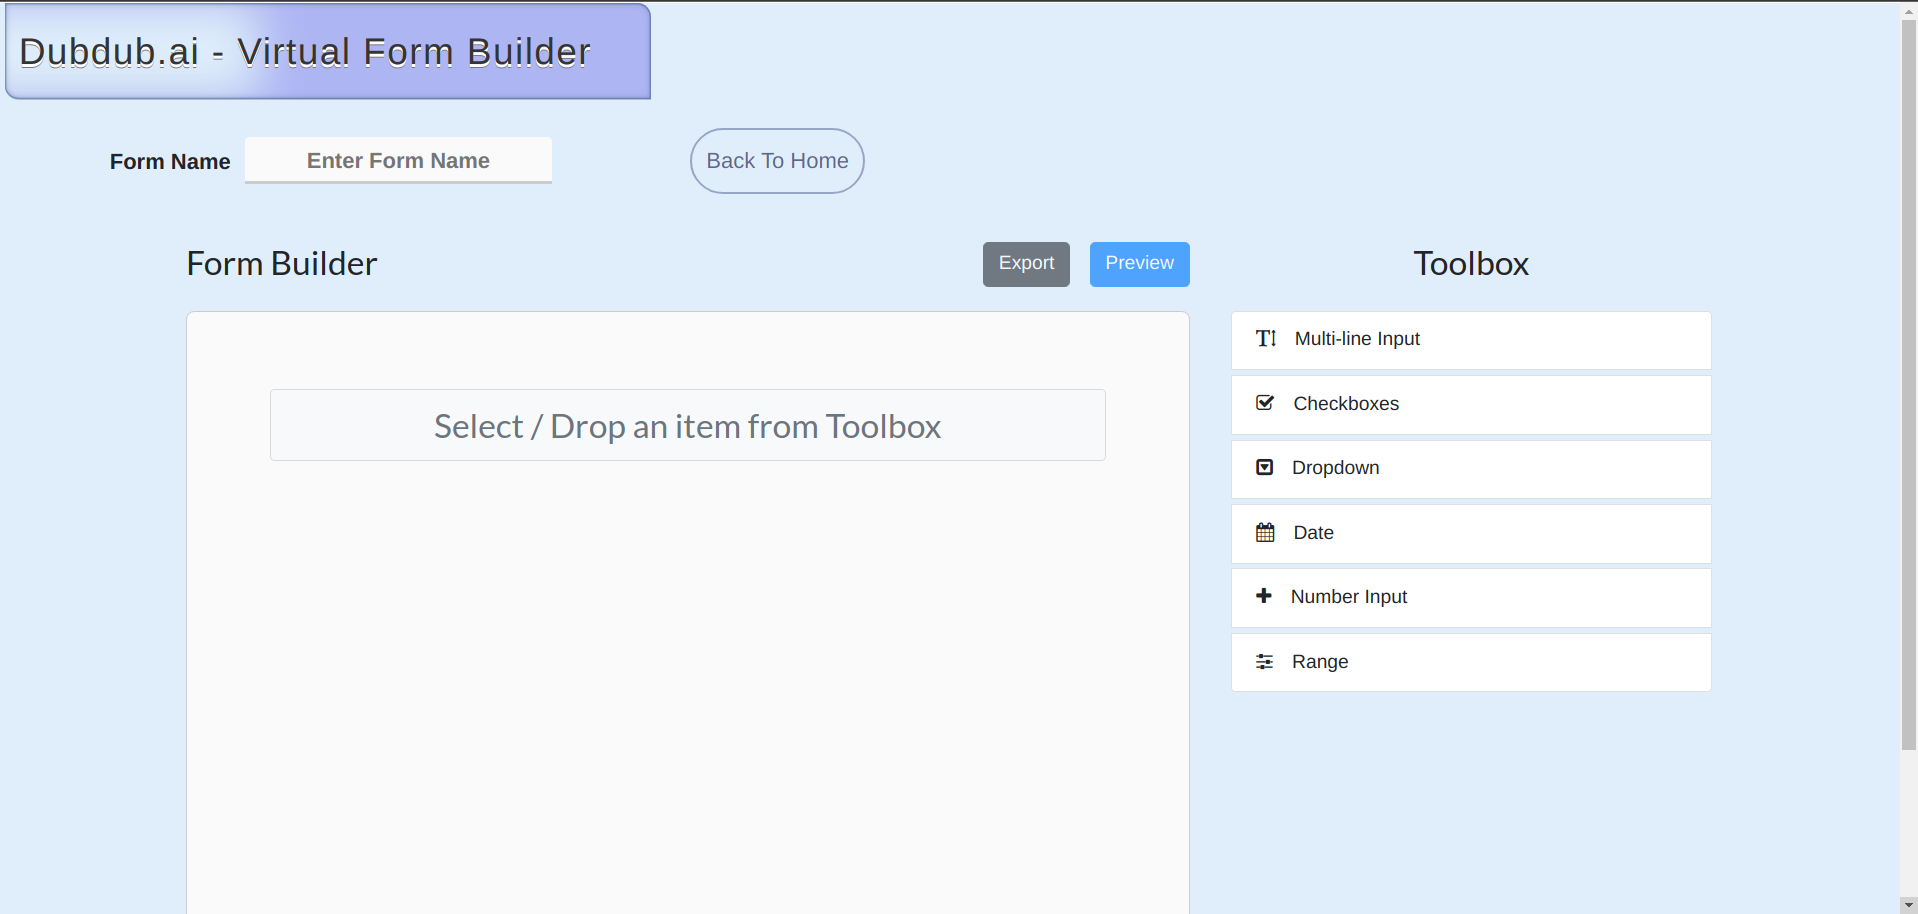 Dubdub.ai - Virtual Form Builder
Form Name Enter Form Name Back To Home
Form Builder Export Preview Toolbox
Select / Drop an item from Toolbox
Multi-line Input
Checkboxes
Dropdown
Date
Number Input
Range